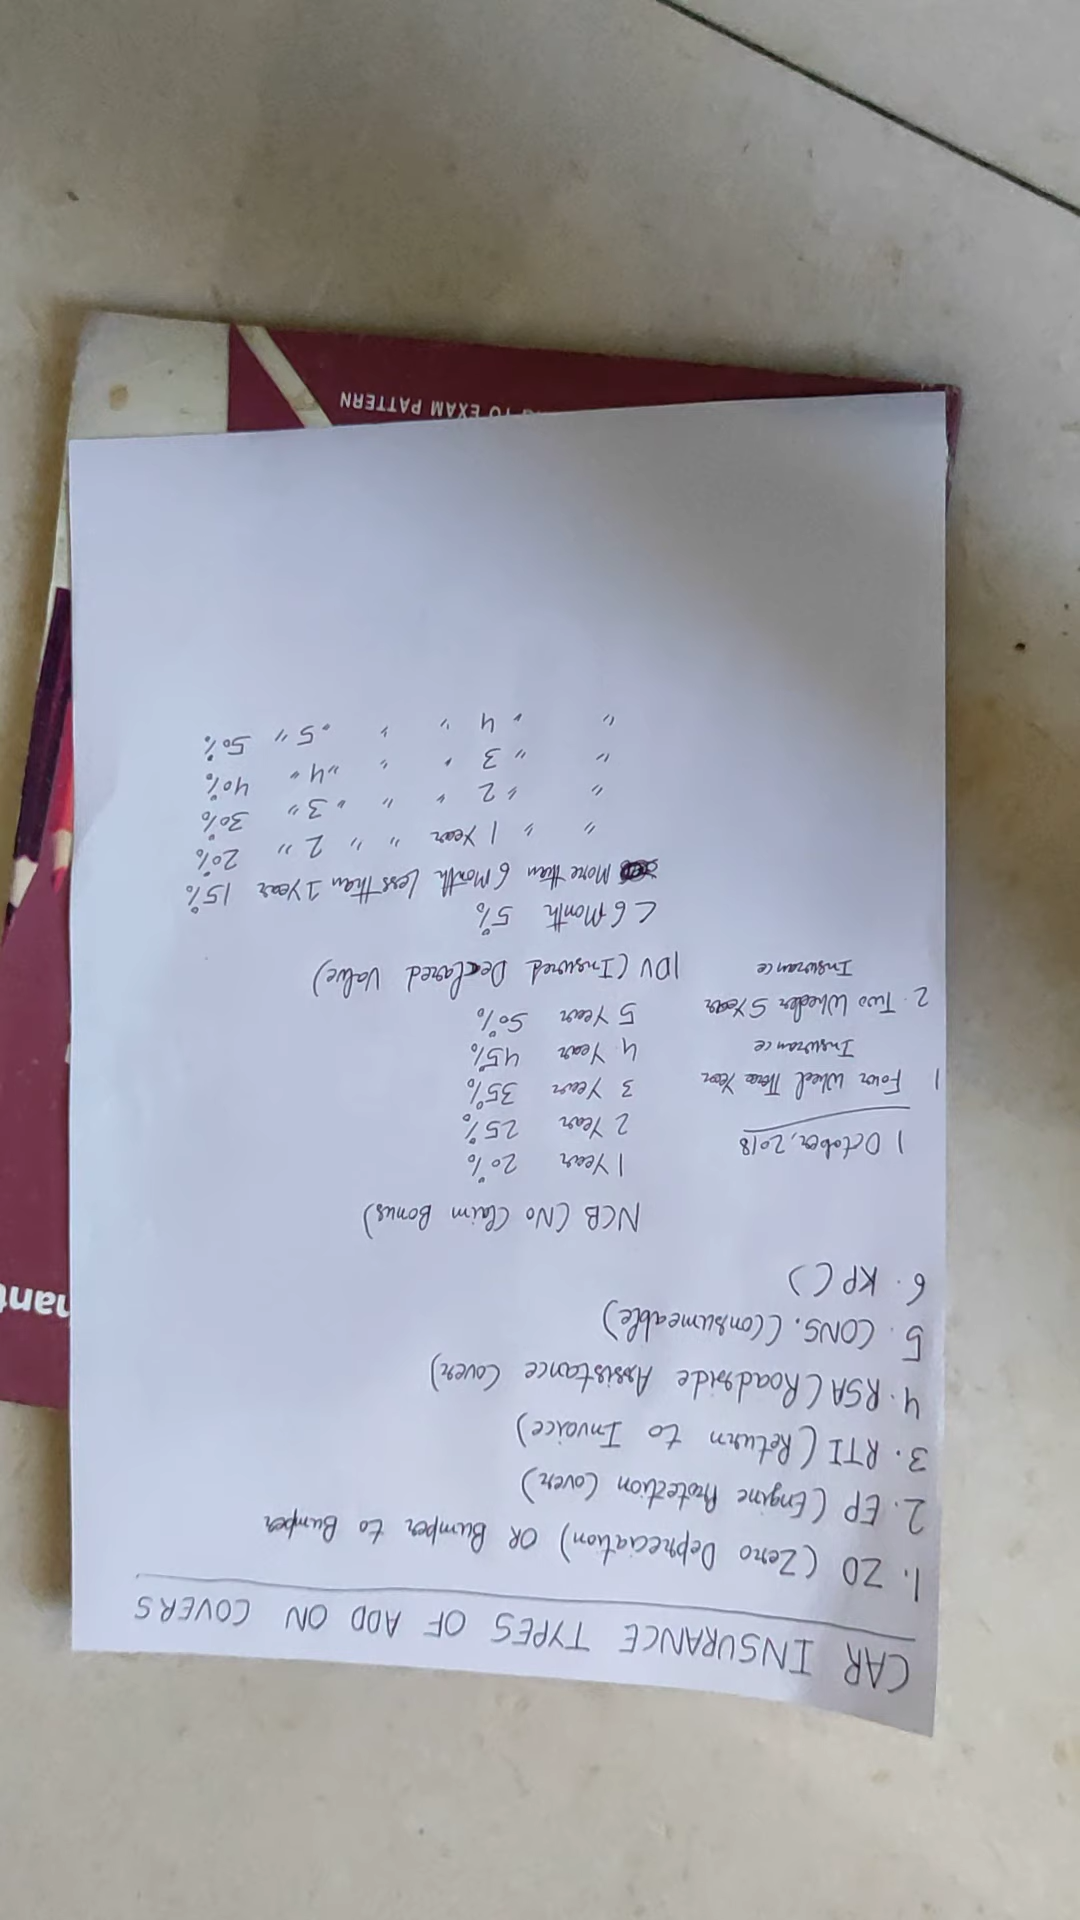 CAR INSURANCE TYPES OF ADD ON COVERS
1. ZD (Zero Depreciation) OR Bumper to Bumper
2. EP (Engine Protection Cover)
3. RTI (Return to Invoice)
4. RSA (Roadside Assistance Cover)
5. CONS. (Consumeable)
6. KP ( )
NCB (No Claim Bonus)
1 Year 20%
2 Year 25%
3 Year 35%
4 Year 45%
5 Year 50%
1 October, 2018
1 Four Wheel Three Year
Insurance
2. Two Wheeler 5 Year
Insurance
IDV (Insured Declared Value)
< 6 Month 5%
More then 6 Month Less than 1 Year 15%
" " 1 Year " " 2 " 20%
" " 2 " " " 3 " 30%
" " 3 " " " 4 " 40%
" " 4 " " " 5 " 50%
TO EXAM PATTERN